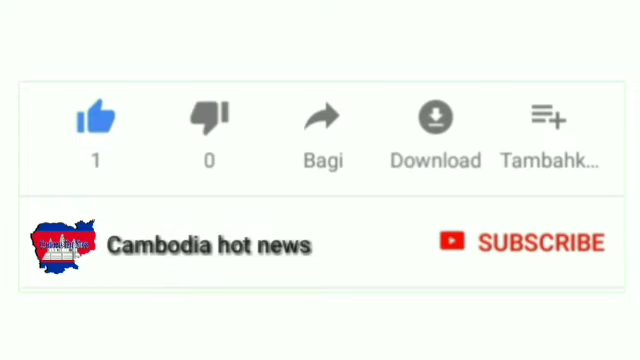 1 0 Bagi Download Tambahk...
Cambodia hot news SUBSCRIBE